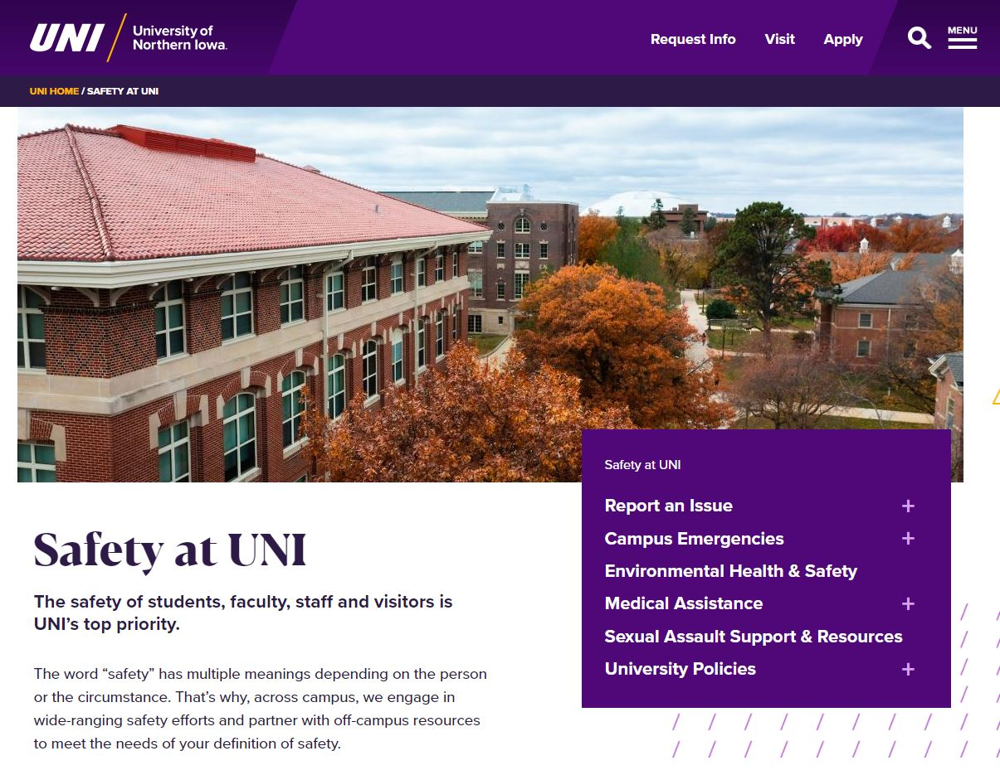 UNI
University of
Northern Iowa.
Request Info
Visit
Apply
MENU
UNI HOME / SAFETY AT UNI
Safety at UNI
Report an Issue +
Campus Emergencies +
Environmental Health & Safety
Medical Assistance +
Sexual Assault Support & Resources
University Policies +
Safety at UNI
The safety of students, faculty, staff and visitors is
UNI’s top priority.
The word “safety” has multiple meanings depending on the person
or the circumstance. That’s why, across campus, we engage in
wide-ranging safety efforts and partner with off-campus resources
to meet the needs of your definition of safety.